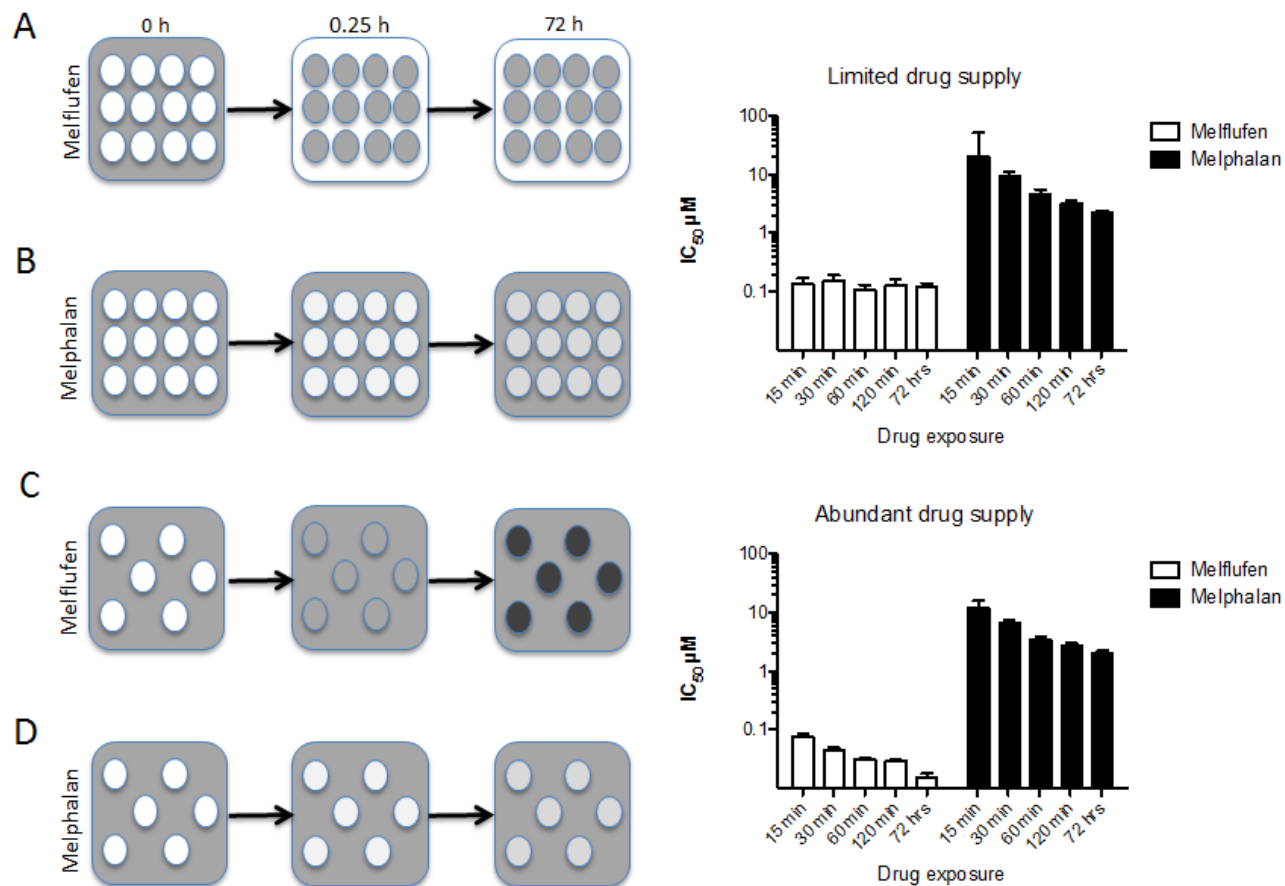 A
0 h
0.25 h
72 h
Melflufen
B
Melphalan
C
Melflufen
D
Melphalan
Limited drug supply
IC50 µM
100
10
1
0.1
15 min
30 min
60 min
120 min
72 hrs
15 min
30 min
60 min
120 min
72 hrs
Drug exposure
Melflufen
Melphalan
Abundant drug supply
IC50 µM
100
10
1
0.1
15 min
30 min
60 min
120 min
72 hrs
15 min
30 min
60 min
120 min
72 hrs
Drug exposure
Melflufen
Melphalan